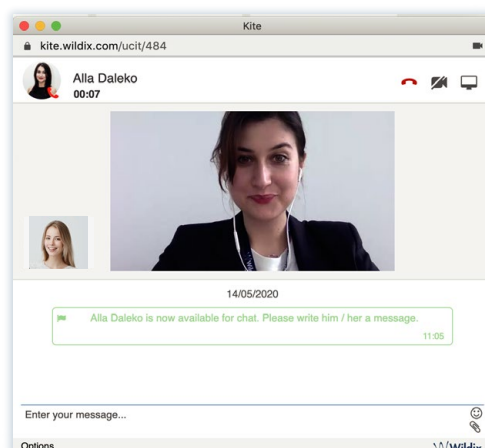 Kite
kite.wildix.com/ucit/484
Alla Daleko
00:07
14/05/2020
Alla Daleko is now available for chat. Please write him / her a message.
11:05
Enter your message...
Options
Wildix